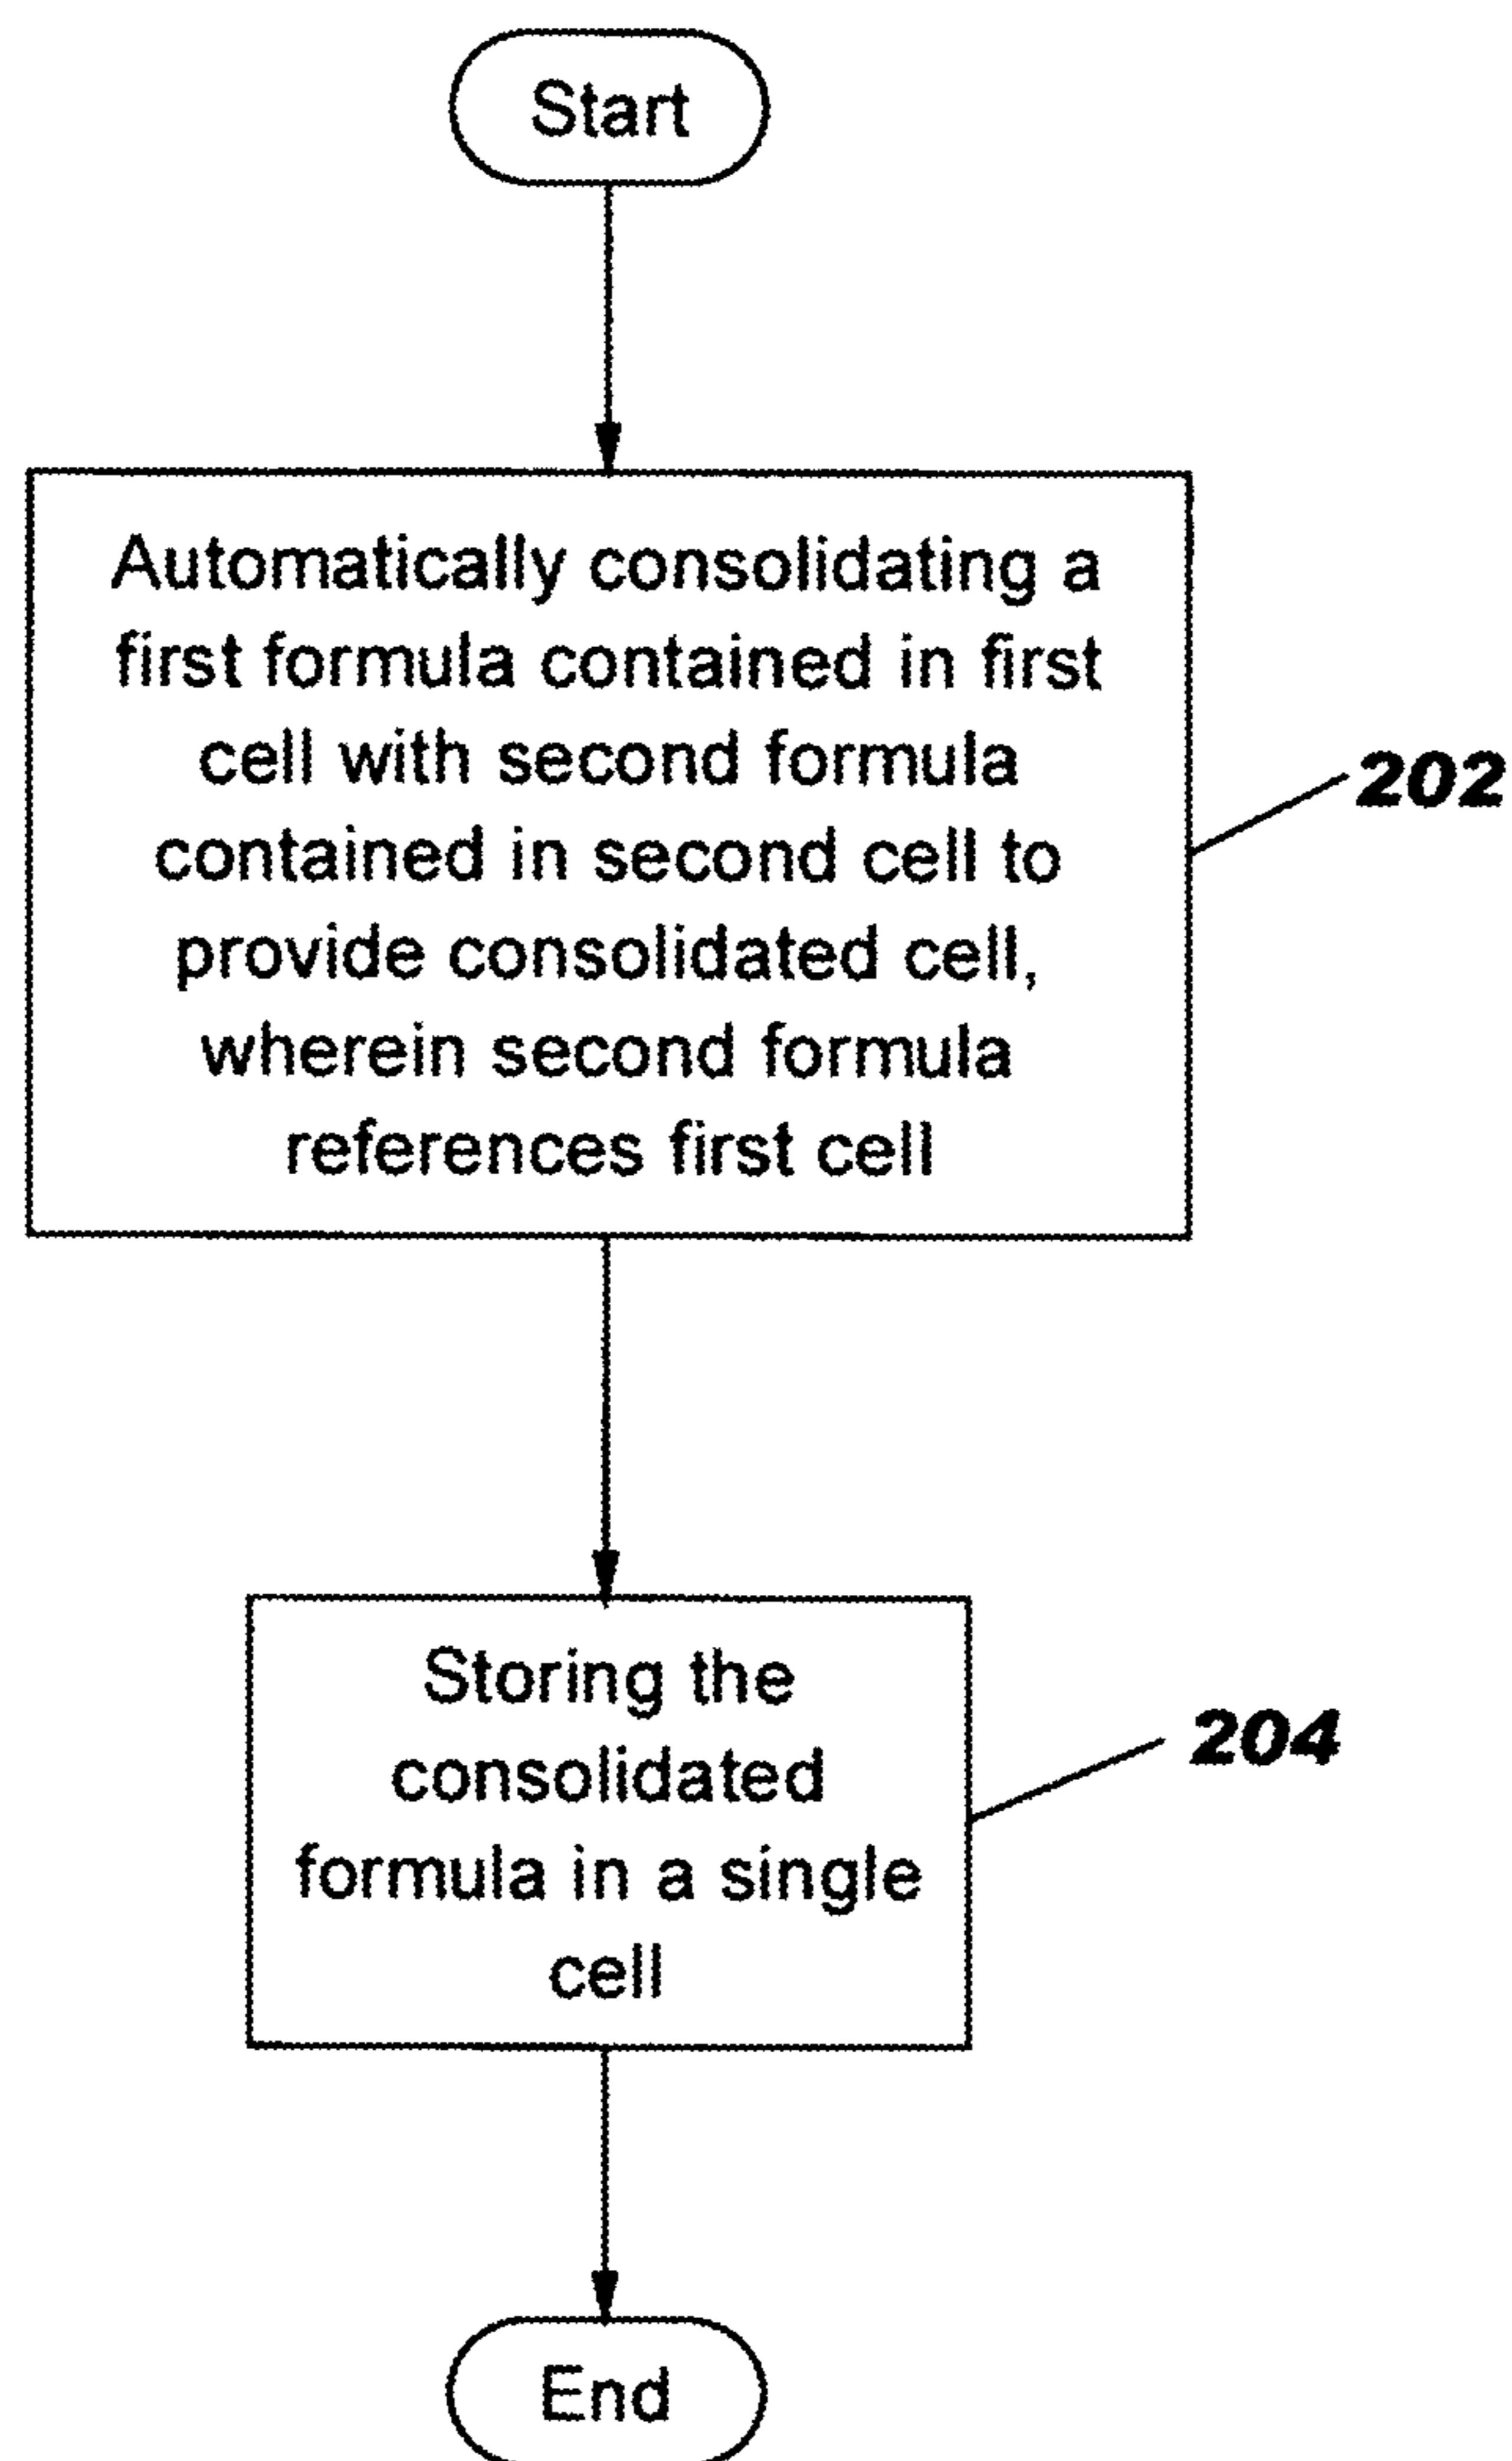 Start
Automatically consolidating a
first formula contained in first
cell with second formula
contained in second cell to
provide consolidated cell,
wherein second formula
references first cell
202
Storing the
consolidated
formula in a single
cell
204
End